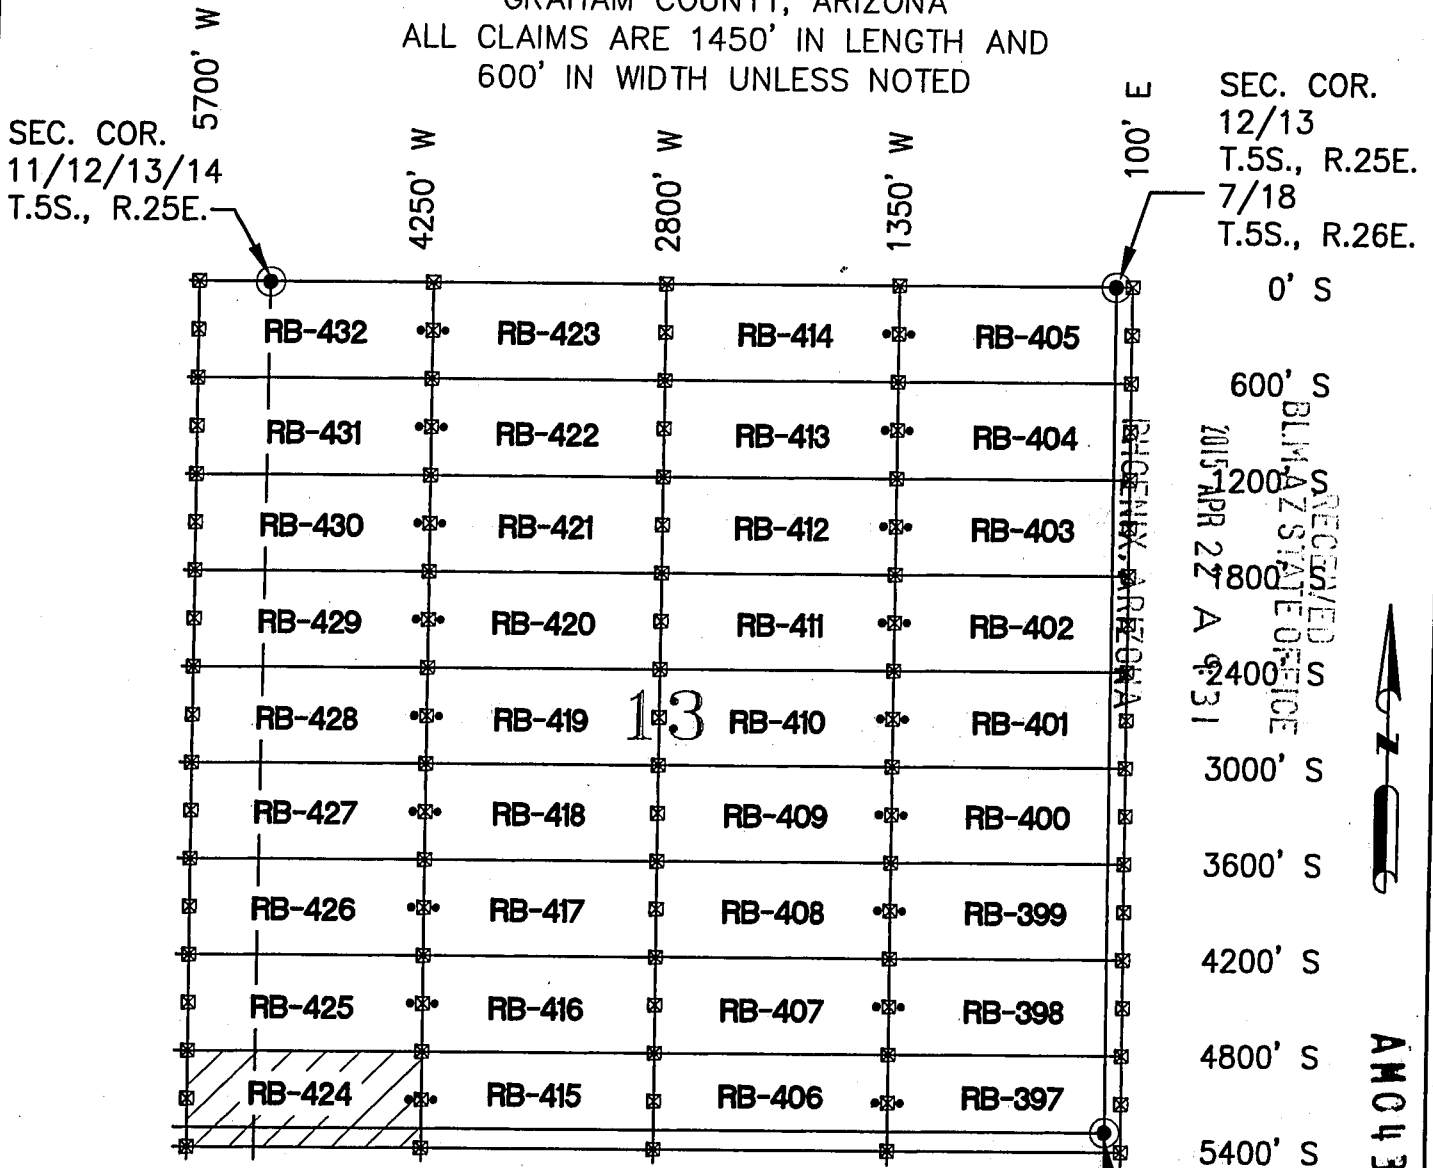 GRAHAM COUNTY, ARIZONA
ALL CLAIMS ARE 1450' IN LENGTH AND
600' IN WIDTH UNLESS NOTED
SEC. COR.
11/12/13/14
T.5S., R.25E.
5700' W
4250' W
2800' W
1350' W
100' E
SEC. COR.
12/13
T.5S., R.25E.
7/18
T.5S., R.26E.
0' S
RB-432 RB-423 RB-414 RB-405
600' S
RB-431 RB-422 RB-413 RB-404
1200' S
RB-430 RB-421 RB-412 RB-403
1800' S
RB-429 RB-420 RB-411 RB-402
2400' S
RB-428 RB-419 13 RB-410 RB-401
3000' S
RB-427 RB-418 RB-409 RB-400
3600' S
RB-426 RB-417 RB-408 RB-399
4200' S
RB-425 RB-416 RB-407 RB-398
4800' S
RB-424 RB-415 RB-406 RB-397
5400' S
RECEIVED
BLM AZ STATE OFFICE
2015 APR 22 A 9:31
PHOENIX, ARIZONA
Z
AM043